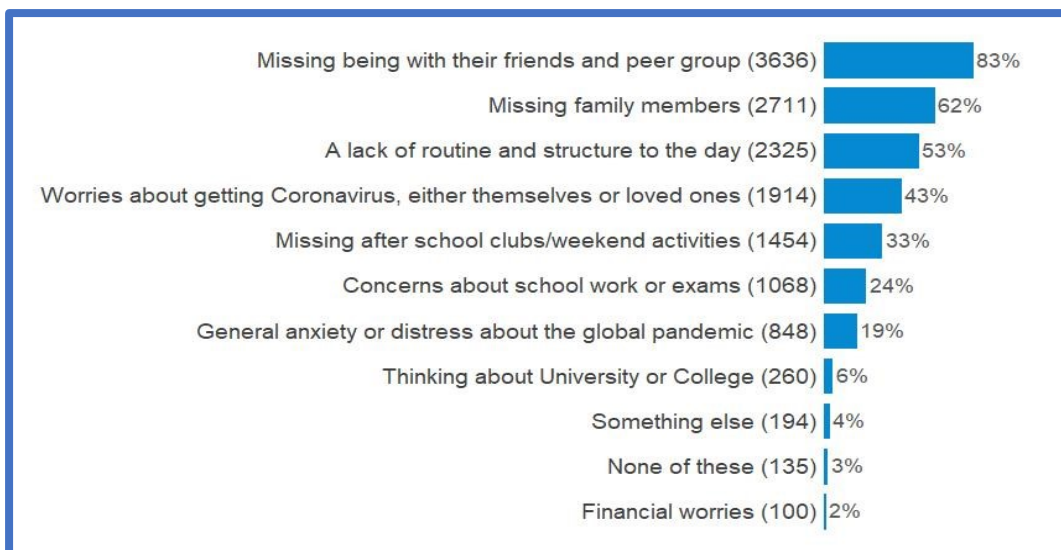 Missing being with their friends and peer group (3636) 83%
Missing family members (2711) 62%
A lack of routine and structure to the day (2325) 53%
Worries about getting Coronavirus, either themselves or loved ones (1914) 43%
Missing after school clubs/weekend activities (1454) 33%
Concerns about school work or exams (1068) 24%
General anxiety or distress about the global pandemic (848) 19%
Thinking about University or College (260) 6%
Something else (194) 4%
None of these (135) 3%
Financial worries (100) 2%